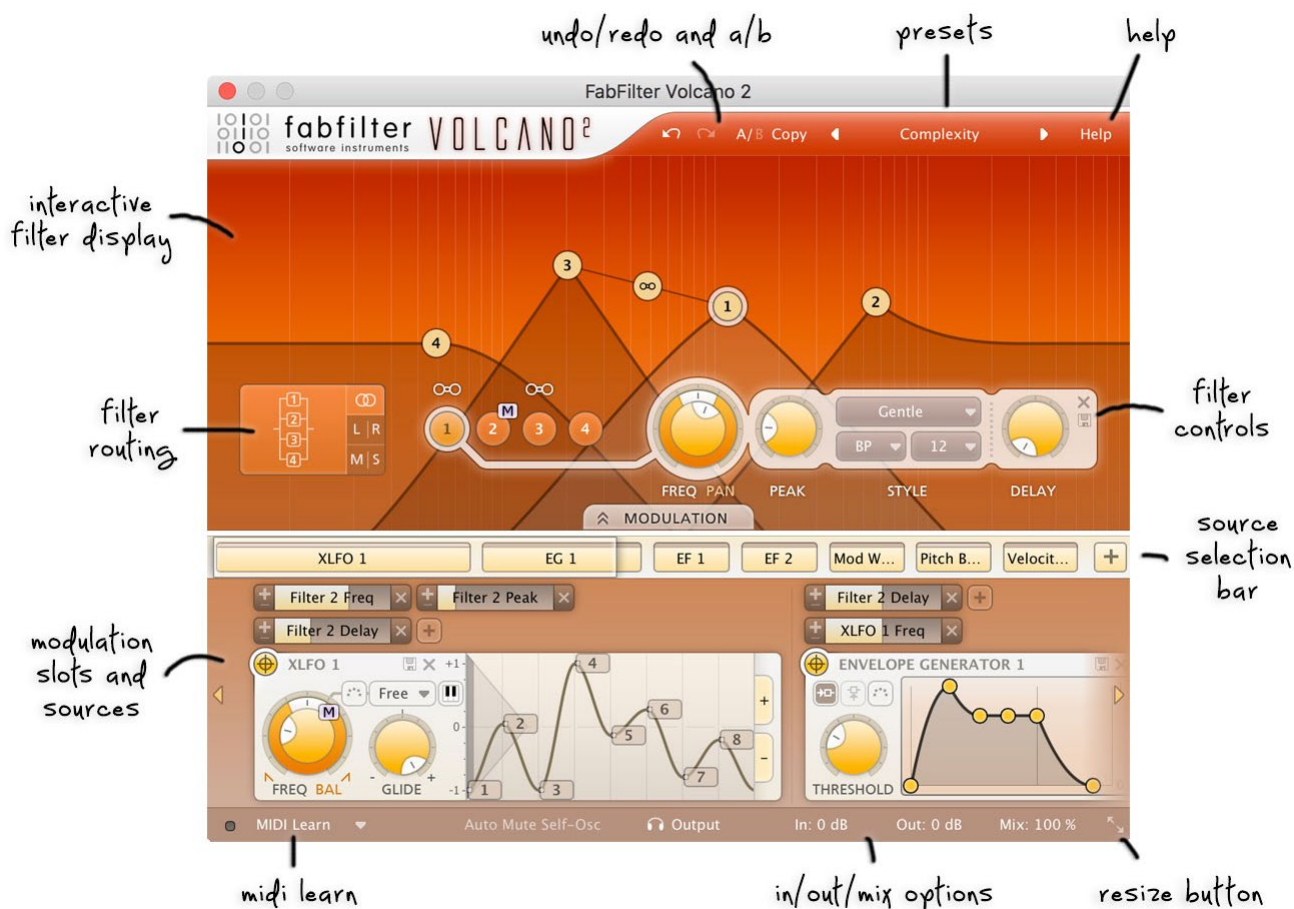 undo/redo and a/b
presets
help
FabFilter Volcano 2
fabfilter
software instruments
VOLCANO²
A/B Copy
Complexity
Help
interactive
filter display
3
1
2
4
filter
routing
1
2
3
4
L | R
M | S
1
2
M
3
4
Gentle
BP
12
FREQ PAN
PEAK
STYLE
DELAY
filter
controls
MODULATION
source
selection
bar
XLFO 1
EG 1
EF 1
EF 2
Mod W...
Pitch B...
Velocit...
+
modulation
slots and
sources
Filter 2 Freq
Filter 2 Peak
Filter 2 Delay
+
Filter 2 Delay
+
XLFO 1 Freq
XLFO 1
Free
M
FREQ BAL
- GLIDE +
+1
0
-1
1
2
3
4
5
6
7
8
+
-
ENVELOPE GENERATOR 1
THRESHOLD
MIDI Learn
Auto Mute Self-Osc
Output
In: 0 dB
Out: 0 dB
Mix: 100 %
midi learn
in/out/mix options
resize button